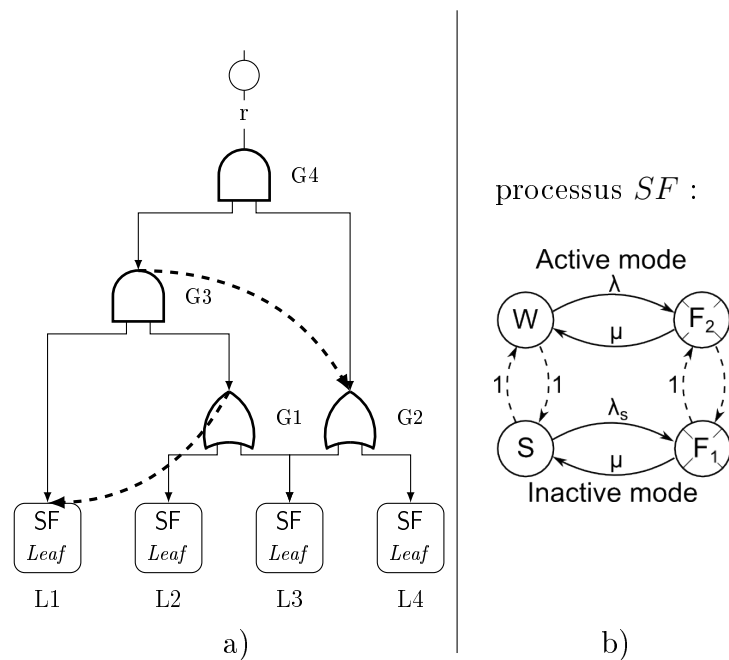 r
G4
G3
G1
G2
SF
Leaf
SF
Leaf
SF
Leaf
SF
Leaf
L1
L2
L3
L4
a)
processus SF :
Active mode
λ
W
F₂
μ
1
1
1
λₛ
S
F₁
μ
Inactive mode
b)